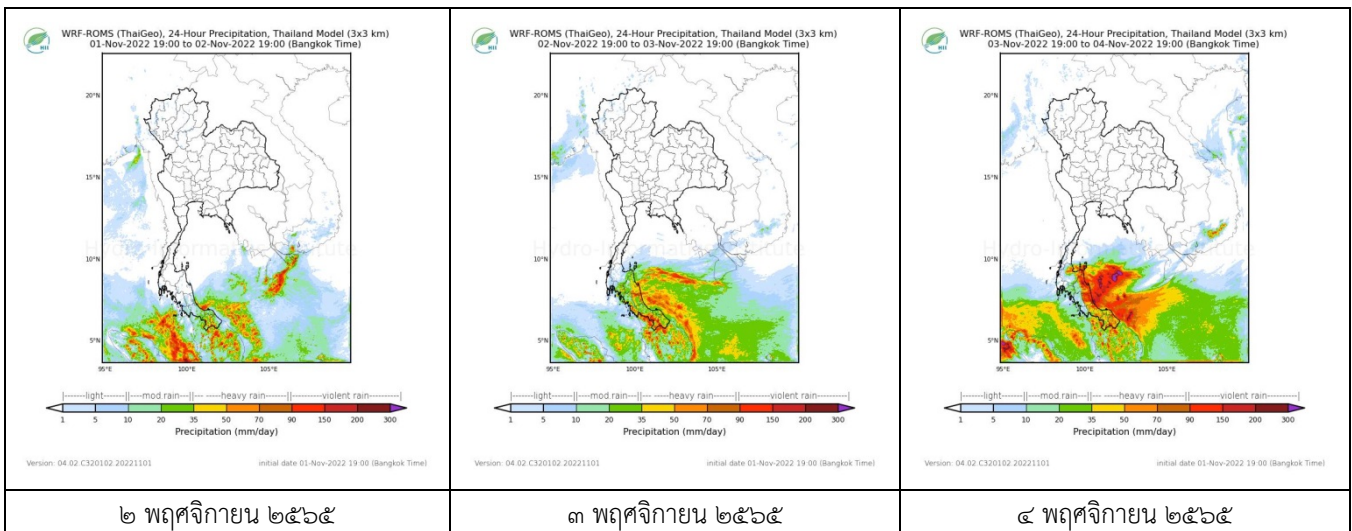 WRF-ROMS (ThaiGeo), 24-Hour Precipitation, Thailand Model (3x3 km)
01-Nov-2022 19:00 to 02-Nov-2022 19:00 (Bangkok Time)
HII
20°N
15°N
10°N
5°N
95°E 100°E 105°E
Hydro-Informatics Institute
|------light-----||---mod rain---||--- heavy rain----||------violent rain------|
1 5 10 20 35 50 70 90 150 200 300
Precipitation (mm/day)
Version: 04.02.C320102.20221101 initial date 01-Nov-2022 19:00 (Bangkok Time)
๒ พฤศจิกายน ๒๕๖๕
WRF-ROMS (ThaiGeo), 24-Hour Precipitation, Thailand Model (3x3 km)
02-Nov-2022 19:00 to 03-Nov-2022 19:00 (Bangkok Time)
HII
20°N
15°N
10°N
5°N
95°E 100°E 105°E
Hydro-Informatics Institute
|------light-----||---mod rain---||--- heavy rain----||------violent rain------|
1 5 10 20 35 50 70 90 150 200 300
Precipitation (mm/day)
Version: 04.02.C320102.20221101 initial date 01-Nov-2022 19:00 (Bangkok Time)
๓ พฤศจิกายน ๒๕๖๕
WRF-ROMS (ThaiGeo), 24-Hour Precipitation, Thailand Model (3x3 km)
03-Nov-2022 19:00 to 04-Nov-2022 19:00 (Bangkok Time)
HII
20°N
15°N
10°N
5°N
95°E 100°E 105°E
Hydro-Informatics Institute
|------light-----||---mod rain---||--- heavy rain----||------violent rain------|
1 5 10 20 35 50 70 90 150 200 300
Precipitation (mm/day)
Version: 04.02.C320102.20221101 initial date 01-Nov-2022 19:00 (Bangkok Time)
๔ พฤศจิกายน ๒๕๖๕